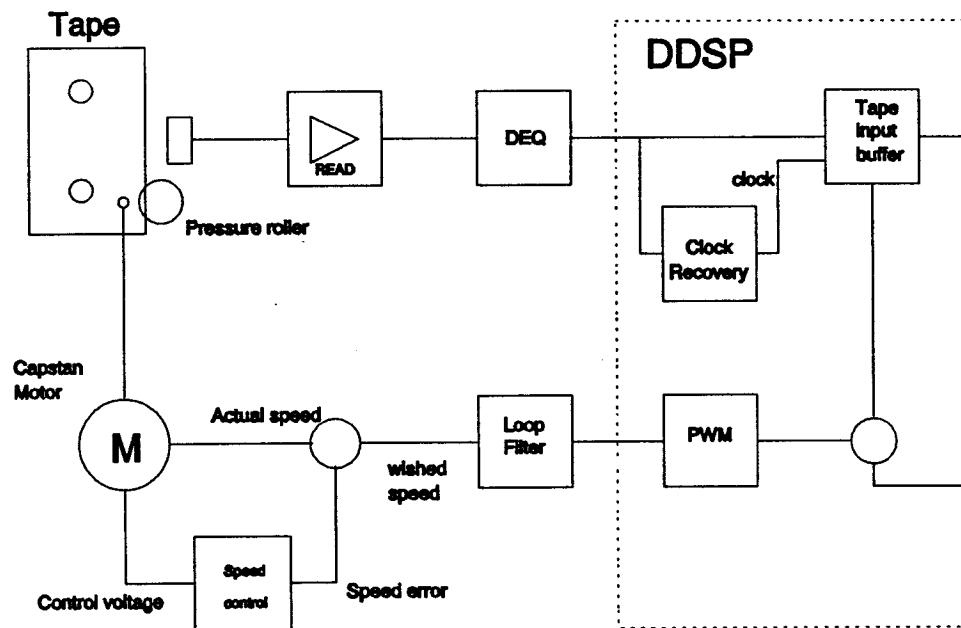 Tape
DDSP
READ
DEQ
Tape
input
buffer
clock
Pressure roller
Clock
Recovery
Capstan
Motor
M
Actual speed
wished
speed
Loop
Filter
PWM
Speed
control
Control voltage
Speed error